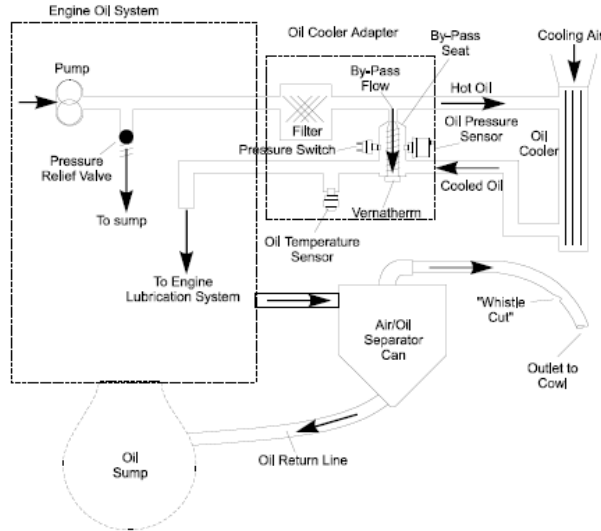 Engine Oil System
Oil Cooler Adapter
By-Pass
Seat
Cooling Air
Pump
By-Pass
Flow
Hot Oil
Filter
Oil Pressure
Sensor
Oil
Cooler
Pressure Switch
Pressure
Relief Valve
Cooled Oil
Vernatherm
To sump
Oil Temperature
Sensor
To Engine
Lubrication System
"Whistle
Cut"
Air/Oil
Separator
Can
Outlet to
Cowl
Oil
Sump
Oil Return Line